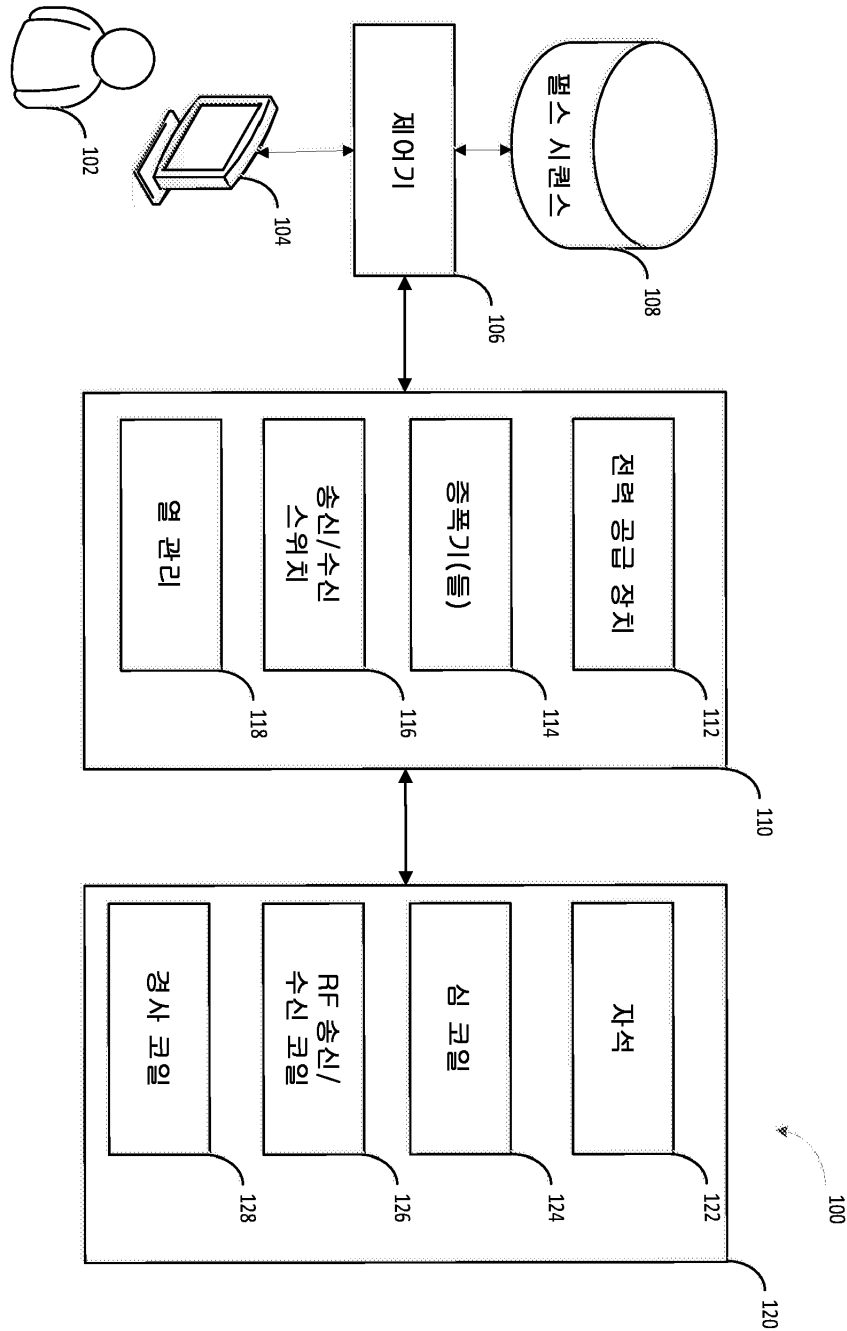 100
펄스 시퀀스
108
제어기
106
104
102
110
전력 공급 장치
112
증폭기(들)
114
송신/수신
스위치
116
열 관리
118
120
자석
122
심 코일
124
RF 송신/
수신 코일
126
경사 코일
128